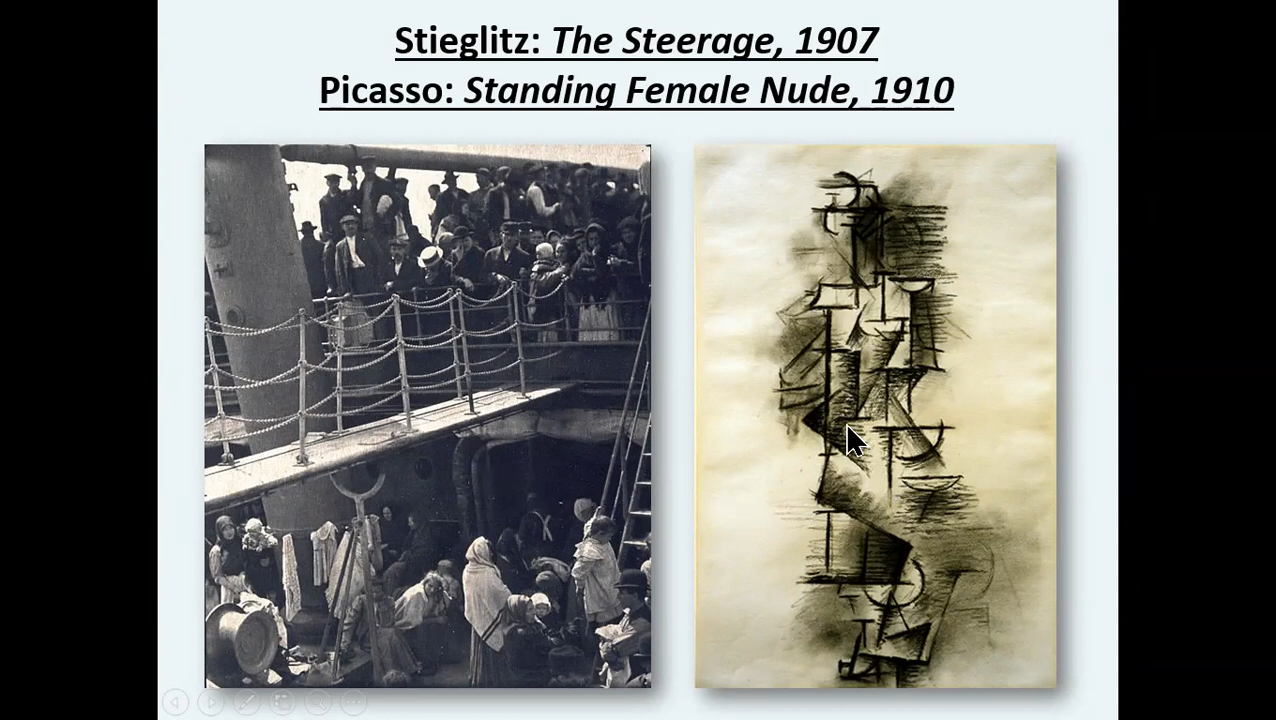 Stieglitz: The Steerage, 1907
Picasso: Standing Female Nude, 1910